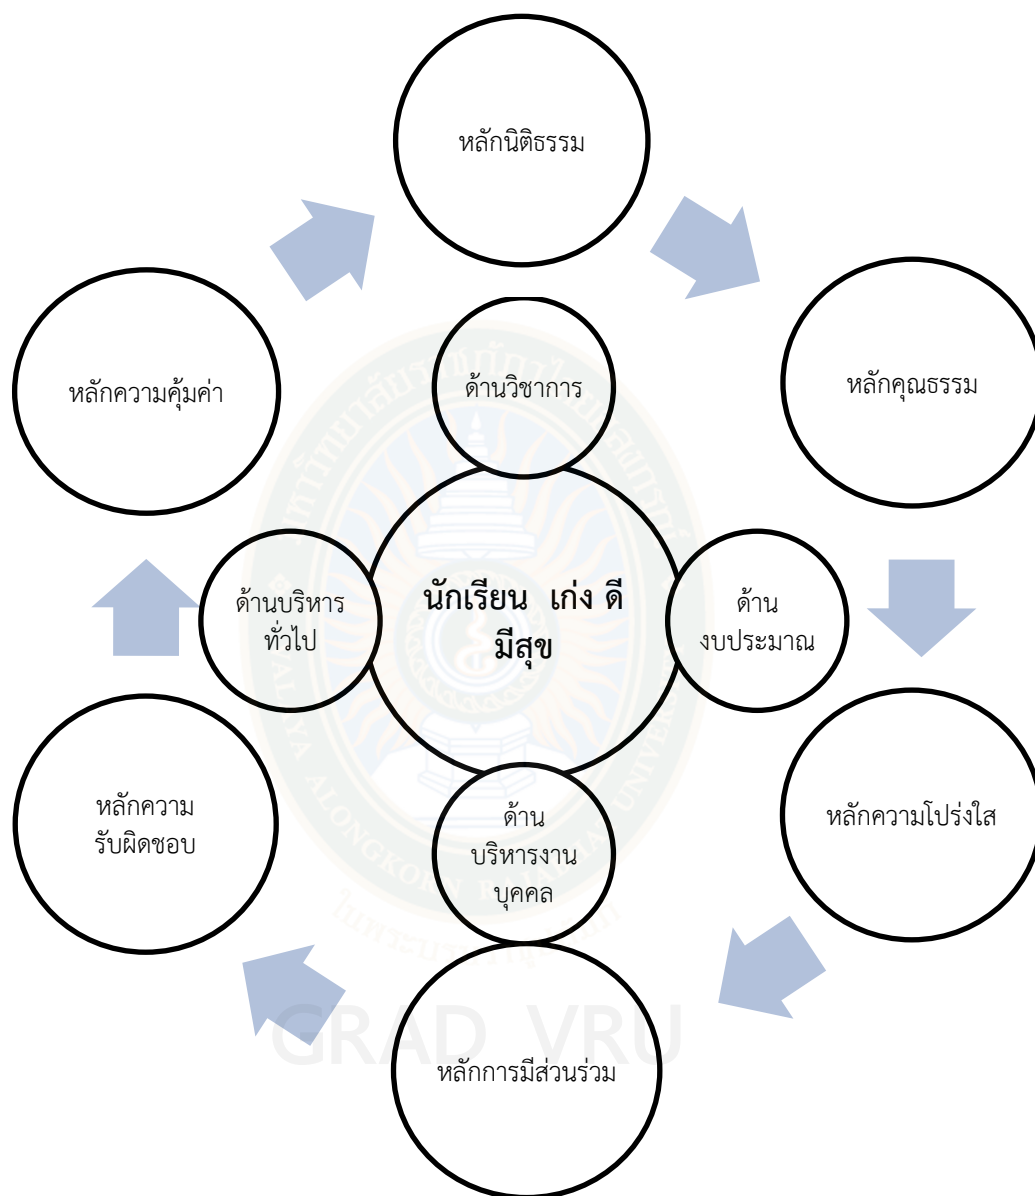 หลักนิติธรรม
หลักความคุ้มค่า
ด้านวิชาการ
หลักคุณธรรม
นักเรียน เก่ง ดี
มีสุข
ด้านบริหาร
ทั่วไป
ด้าน
งบประมาณ
หลักความ
รับผิดชอบ
ด้าน
บริหารงาน
บุคคล
หลักความโปร่งใส
หลักการมีส่วนร่วม
GRAD VRU